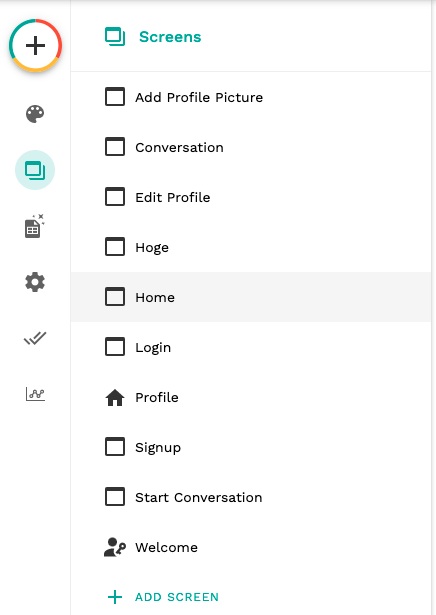 Screens
Add Profile Picture
Conversation
Edit Profile
Hoge
Home
Login
Profile
Signup
Start Conversation
Welcome
ADD SCREEN